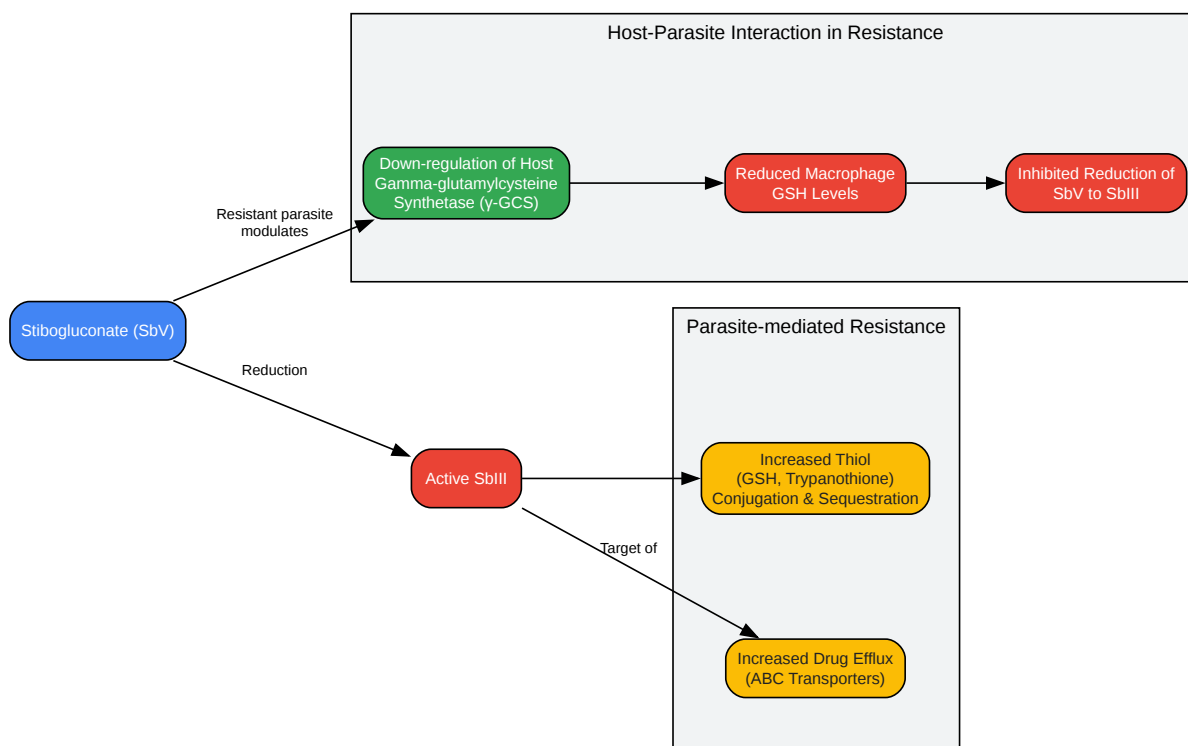 Host-Parasite Interaction in Resistance
Down-regulation of Host
Gamma-glutamylcysteine
Synthetase (γ-GCS)
Reduced Macrophage
GSH Levels
Inhibited Reduction of
SbV to SbIII
Resistant parasite
modulates
Stibogluconate (SbV)
Reduction
Parasite-mediated Resistance
Active SbIII
Increased Thiol
(GSH, Trypanothione)
Conjugation & Sequestration
Target of
Increased Drug Efflux
(ABC Transporters)